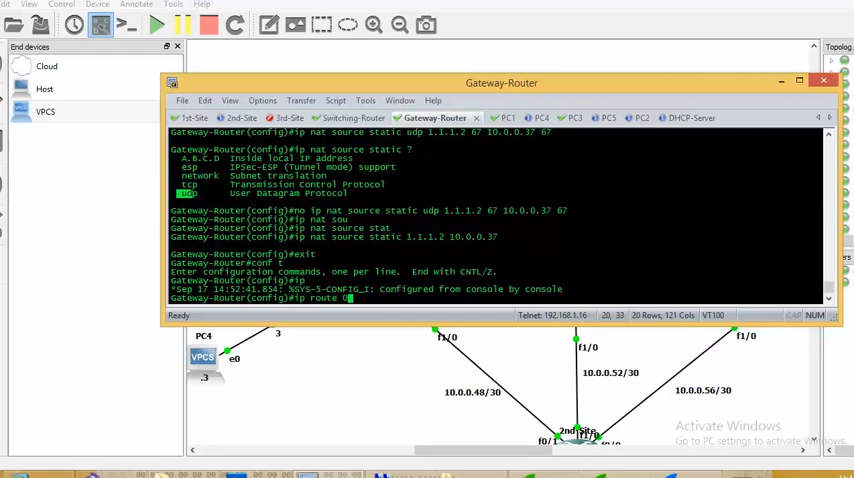 dit View Control Device Annotate Tools Help
End devices
Cloud
Host
VPCS
Topolog
Gateway-Router
File Edit View Options Transfer Script Tools Window Help
1st-Site 2nd-Site 3rd-Site Switching-Router Gateway-Router PC1 PC4 PC3 PC5 PC2 DHCP-Server
Gateway-Router(config)#ip nat source static udp 1.1.1.2 67 10.0.0.37 67
Gateway-Router(config)#ip nat source static ?
A.B.C.D Inside local IP address
esp IPSec-ESP (Tunnel mode) support
network Subnet translation
tcp Transmission Control Protocol
udp User Datagram Protocol
Gateway-Router(config)#no ip nat source static udp 1.1.1.2 67 10.0.0.37 67
Gateway-Router(config)#ip nat sou
Gateway-Router(config)#ip nat source stat
Gateway-Router(config)#ip nat source static 1.1.1.2 10.0.0.37
Gateway-Router(config)#exit
Gateway-Router#conf t
Enter configuration commands, one per line. End with CNTL/Z.
Gateway-Router(config)#ip
*Sep 17 14:52:41.854: %SYS-5-CONFIG_I: Configured from console by console
Gateway-Router(config)#ip route 0
Ready Telnet: 192.168.1.16 20, 33 20 Rows, 121 Cols VT100 CAP NUM
PC4
3
f1/0
f1/0
f1/0
VPCS
e0
.3
10.0.0.48/30
10.0.0.52/30
10.0.0.56/30
Activate Windows
Go to PC settings to activate Windows.
2nd-Site
f1/0
f0/1